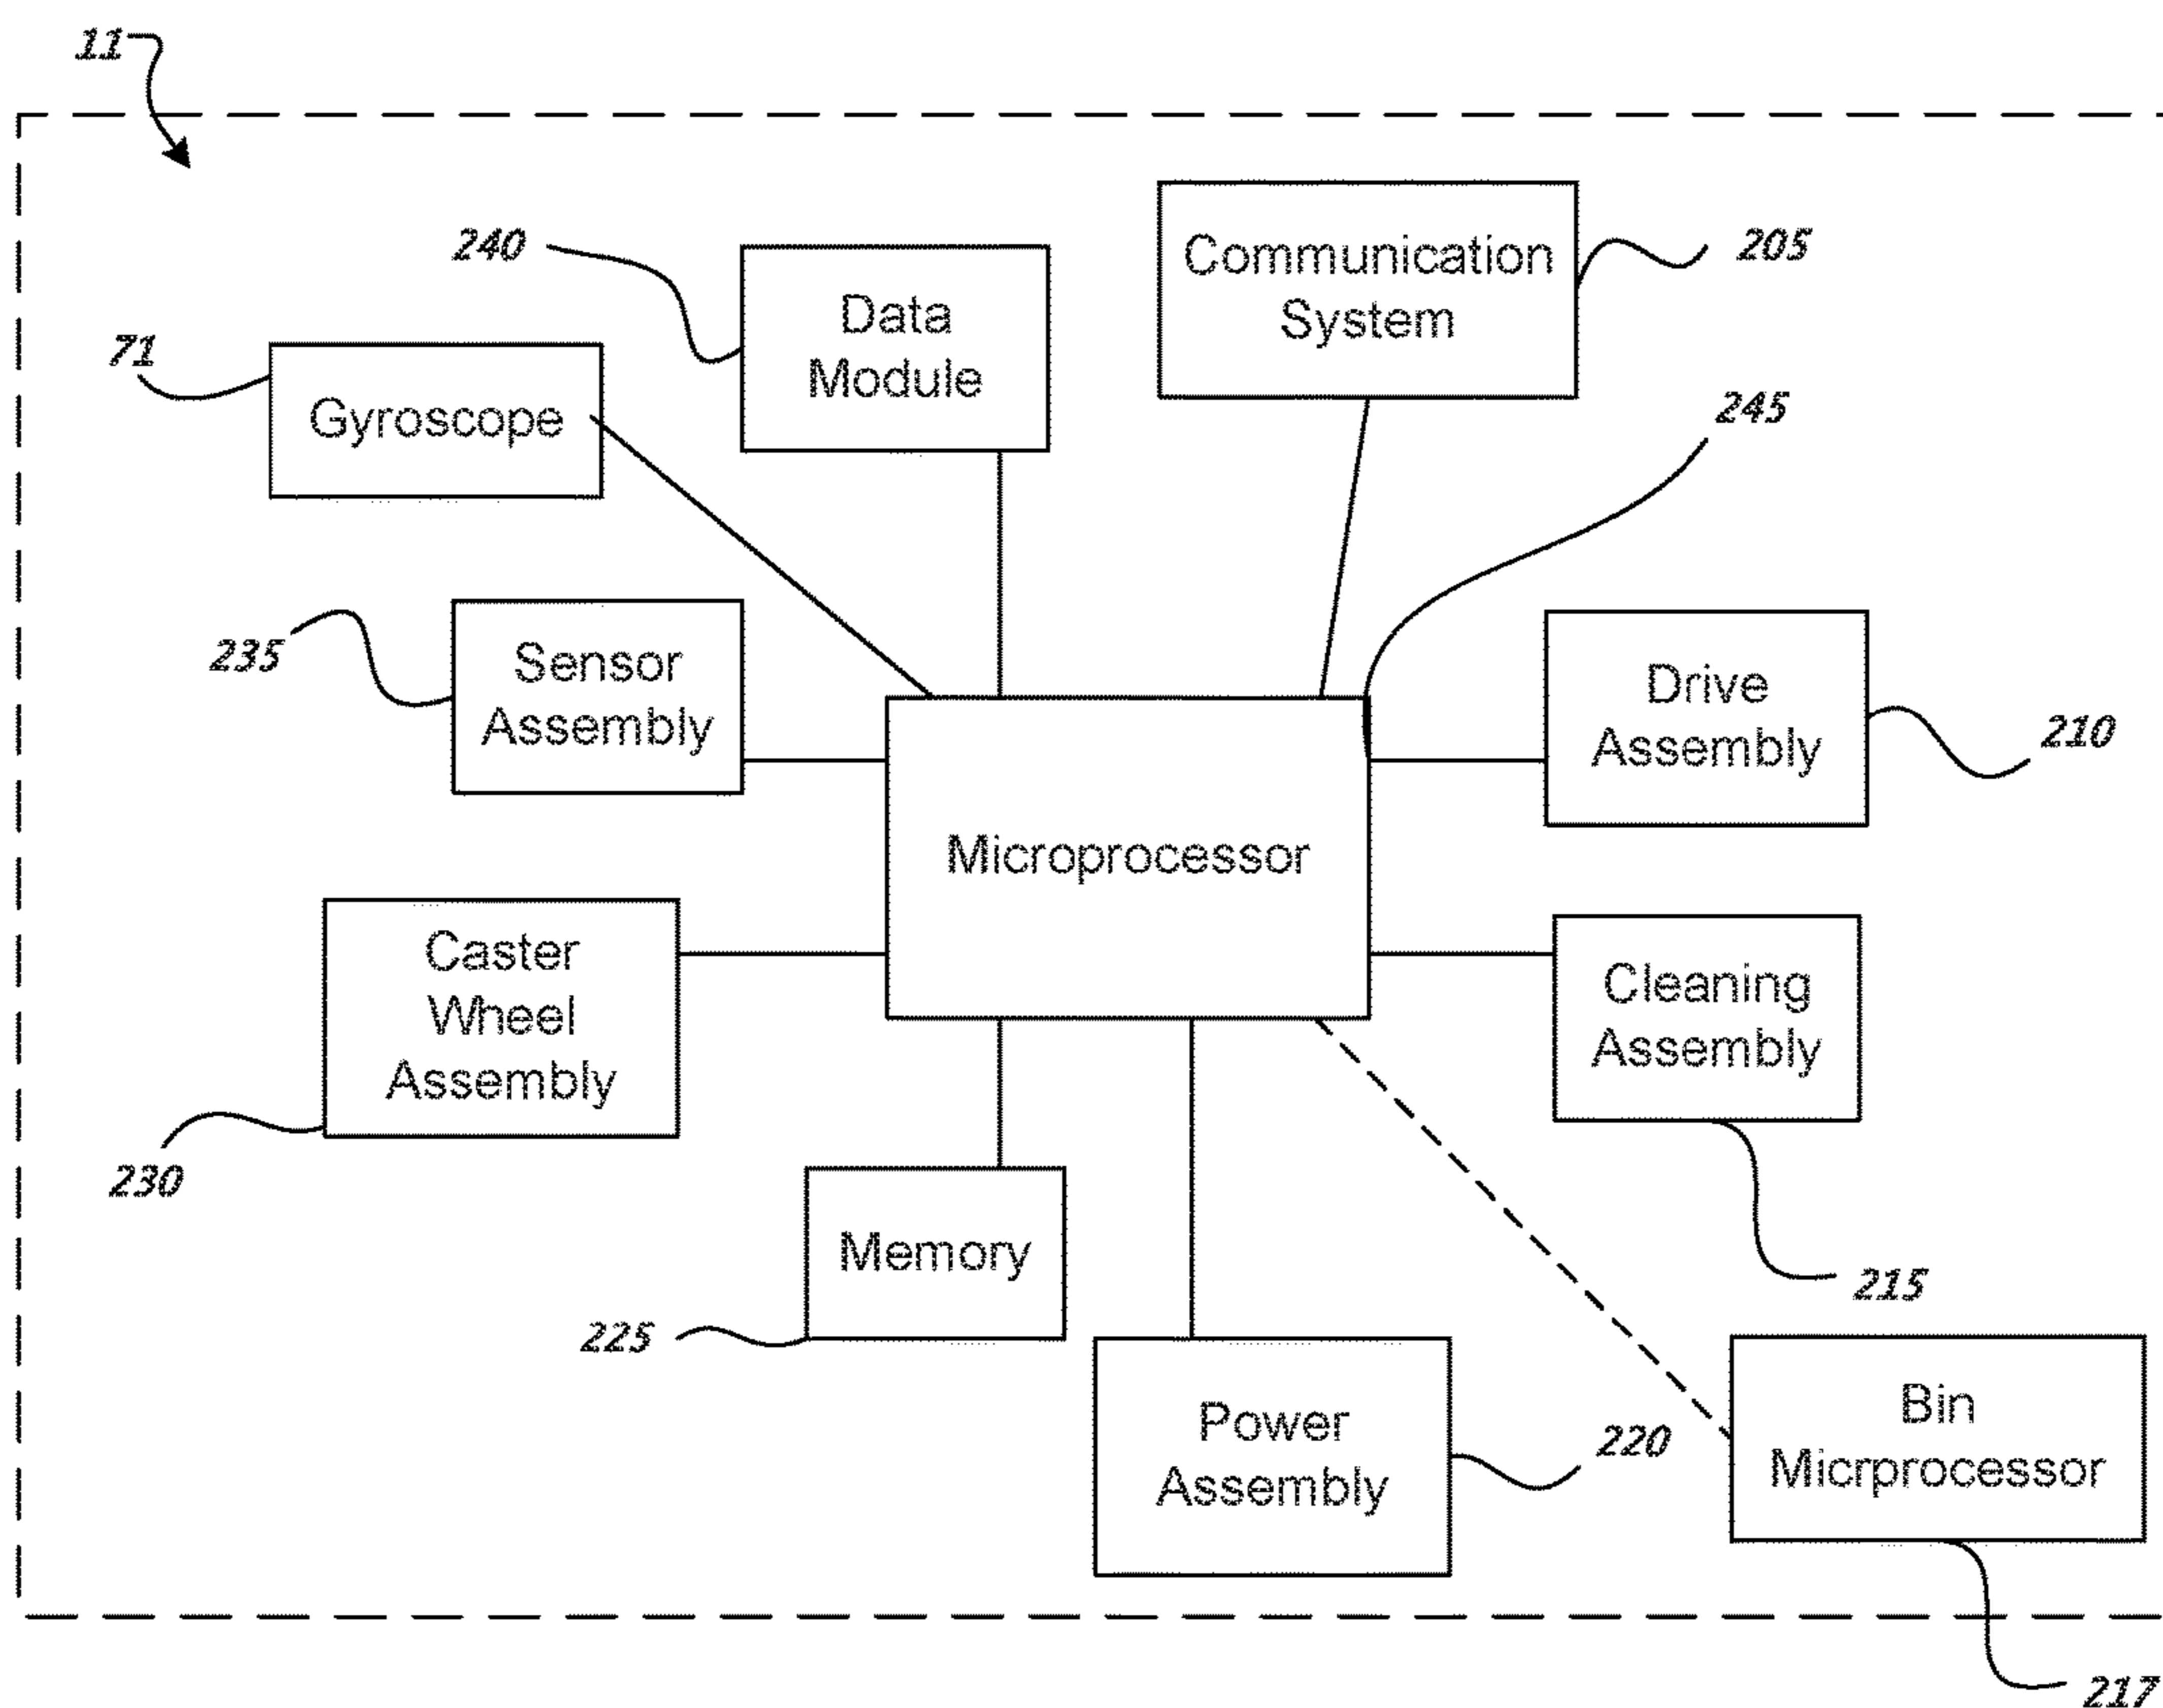 11
Communication
System
205
240
Data
Module
71
Gyroscope
245
235
Sensor
Assembly
Drive
Assembly
210
Microprocessor
Caster
Wheel
Assembly
230
Cleaning
Assembly
215
Memory
225
Power
Assembly
220
Bin
Micrprocessor
217